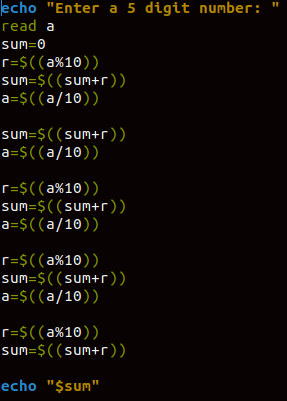 echo "Enter a 5 digit number: "
read a
sum=0
r=$((a%10))
sum=$((sum+r))
a=$((a/10))
sum=$((sum+r))
a=$((a/10))
r=$((a%10))
sum=$((sum+r))
a=$((a/10))
r=$((a%10))
sum=$((sum+r))
a=$((a/10))
r=$((a%10))
sum=$((sum+r))
echo "$sum"